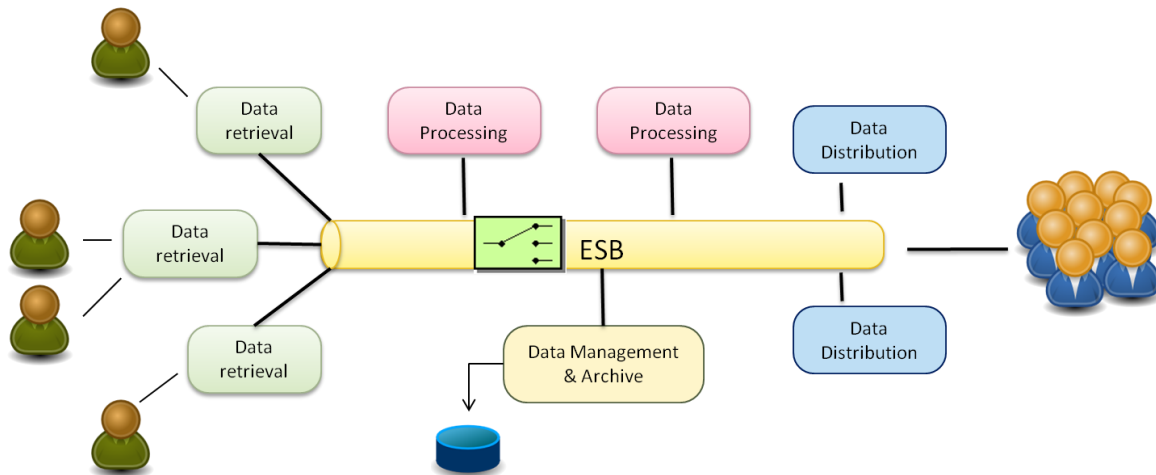 Data
retrieval
Data
Processing
Data
Processing
Data
Distribution
Data
retrieval
ESB
Data
retrieval
Data Management
& Archive
Data
Distribution